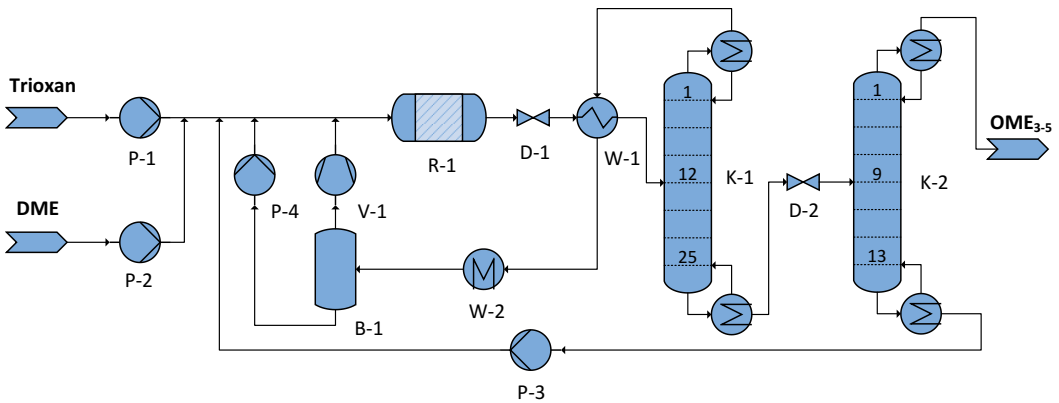 Trioxan
P-1
DME
P-2
P-4
V-1
B-1
R-1
D-1
W-1
W-2
P-3
1
12
25
K-1
D-2
1
9
13
K-2
OME₃₋₅